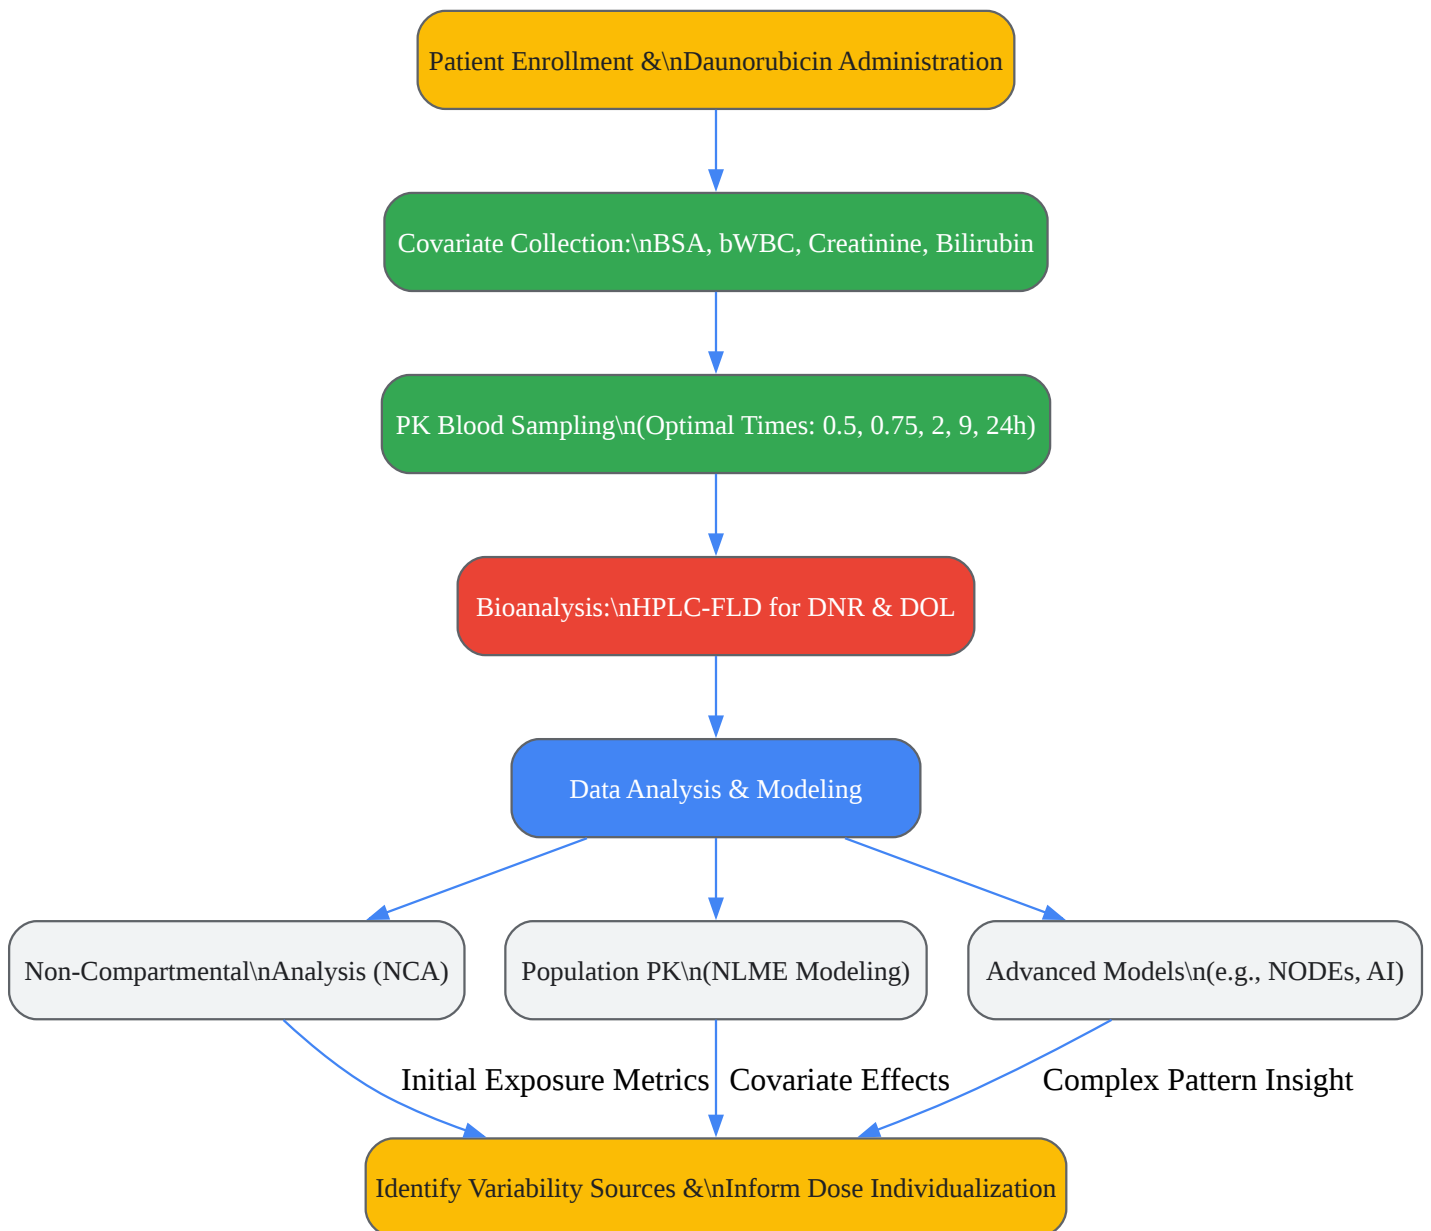 Patient Enrollment &\nDaunorubicin Administration
Covariate Collection:\nBSA, bWBC, Creatinine, Bilirubin
PK Blood Sampling\n(Optimal Times: 0.5, 0.75, 2, 9, 24h)
Bioanalysis:\nHPLC-FLD for DNR & DOL
Data Analysis & Modeling
Non-Compartmental\nAnalysis (NCA)
Population PK\n(NLME Modeling)
Advanced Models\n(e.g., NODEs, AI)
Initial Exposure Metrics
Covariate Effects
Complex Pattern Insight
Identify Variability Sources &\nInform Dose Individualization